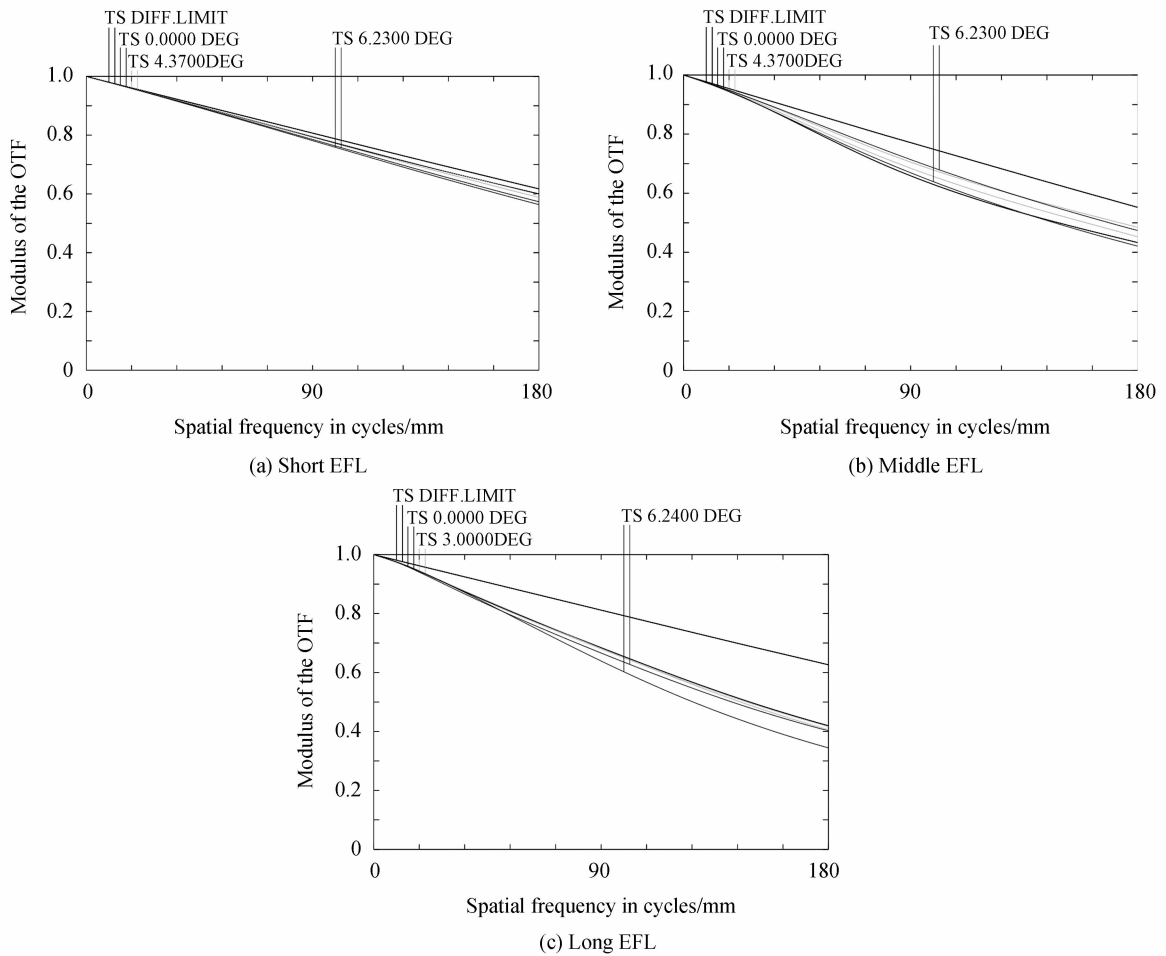 TS DIFF.LIMIT
TS 0.0000 DEG
TS 4.3700DEG
TS 6.2300 DEG
1.0
0.8
0.6
0.4
0.2
0
Modulus of the OTF
0 90 180
Spatial frequency in cycles/mm
(a) Short EFL
TS DIFF.LIMIT
TS 0.0000 DEG
TS 4.3700DEG
TS 6.2300 DEG
1.0
0.8
0.6
0.4
0.2
0
Modulus of the OTF
0 90 180
Spatial frequency in cycles/mm
(b) Middle EFL
TS DIFF.LIMIT
TS 0.0000 DEG
TS 3.0000DEG
TS 6.2400 DEG
1.0
0.8
0.6
0.4
0.2
0
Modulus of the OTF
0 90 180
Spatial frequency in cycles/mm
(c) Long EFL